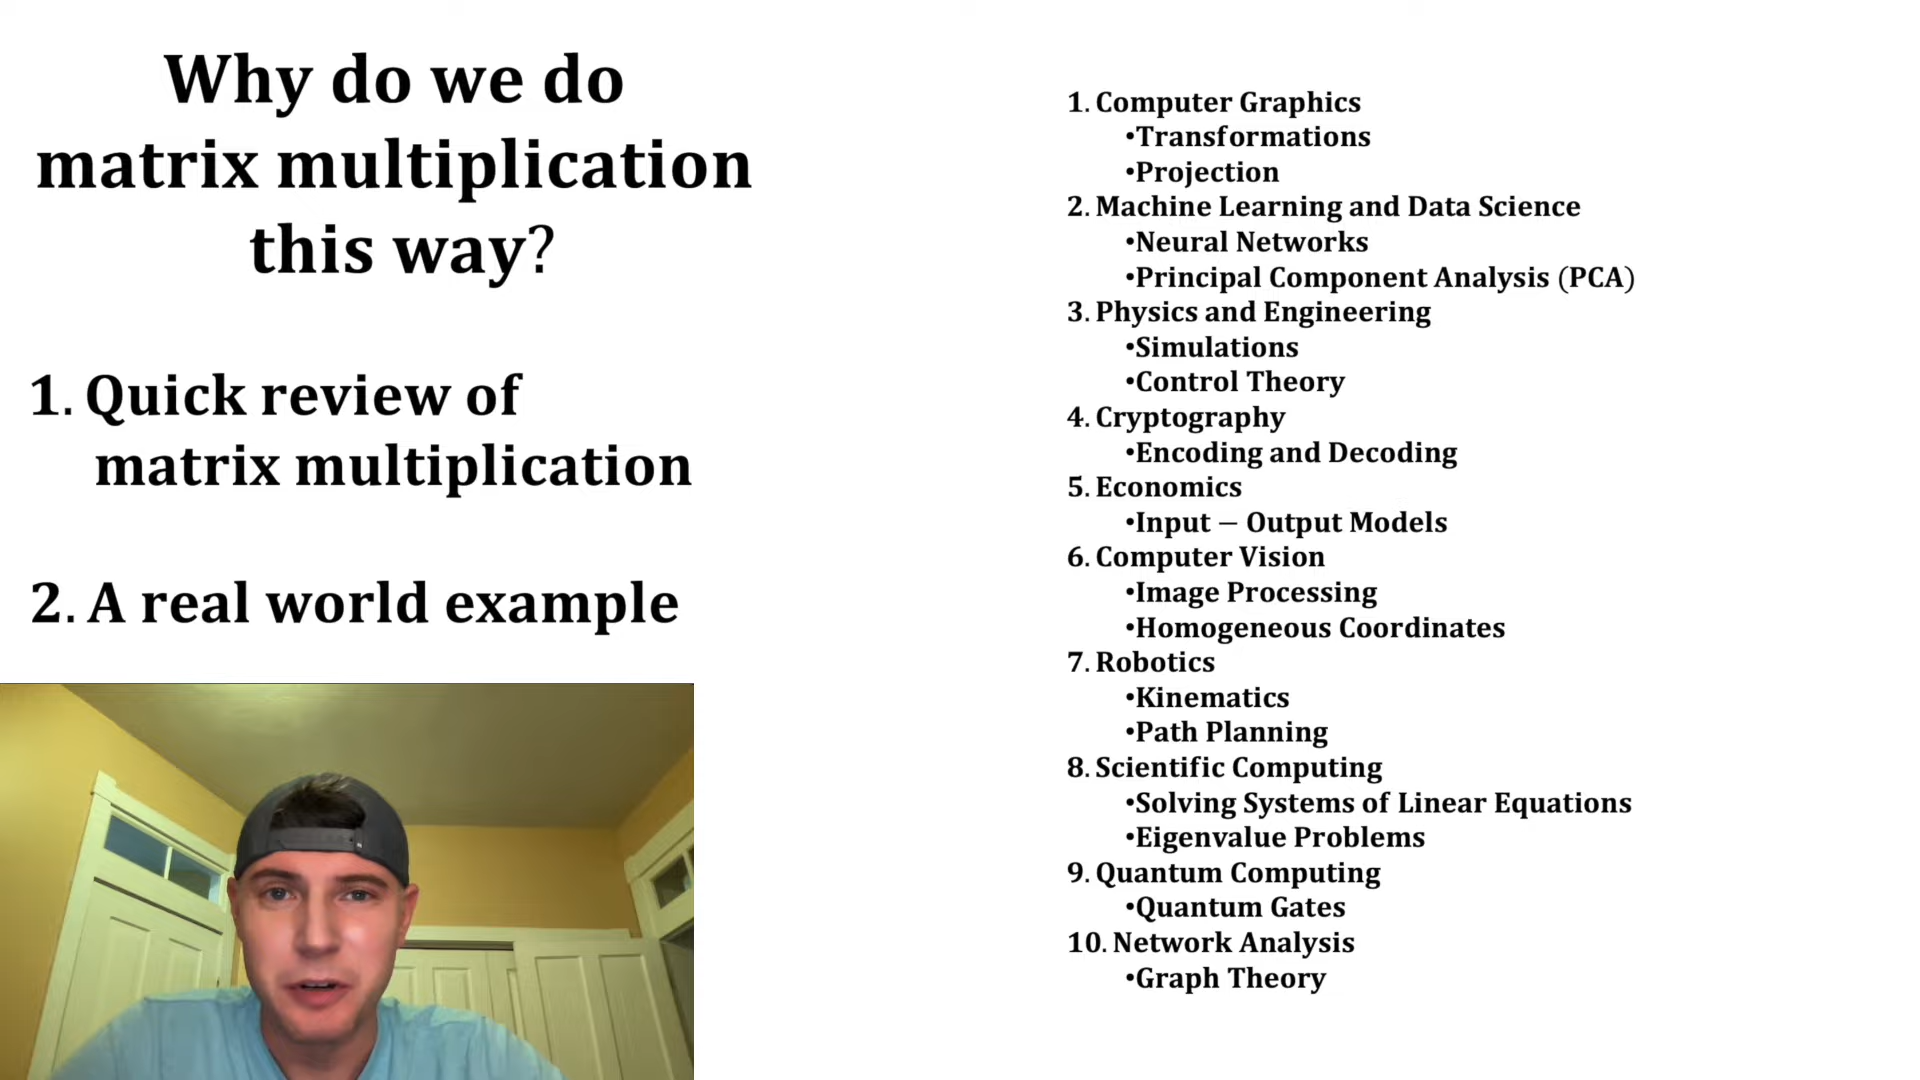 Why do we do
matrix multiplication
this way?
1. Quick review of
matrix multiplication
2. A real world example
1. Computer Graphics
•Transformations
•Projection
2. Machine Learning and Data Science
•Neural Networks
•Principal Component Analysis (PCA)
3. Physics and Engineering
•Simulations
•Control Theory
4. Cryptography
•Encoding and Decoding
5. Economics
•Input − Output Models
6. Computer Vision
•Image Processing
•Homogeneous Coordinates
7. Robotics
•Kinematics
•Path Planning
8. Scientific Computing
•Solving Systems of Linear Equations
•Eigenvalue Problems
9. Quantum Computing
•Quantum Gates
10. Network Analysis
•Graph Theory